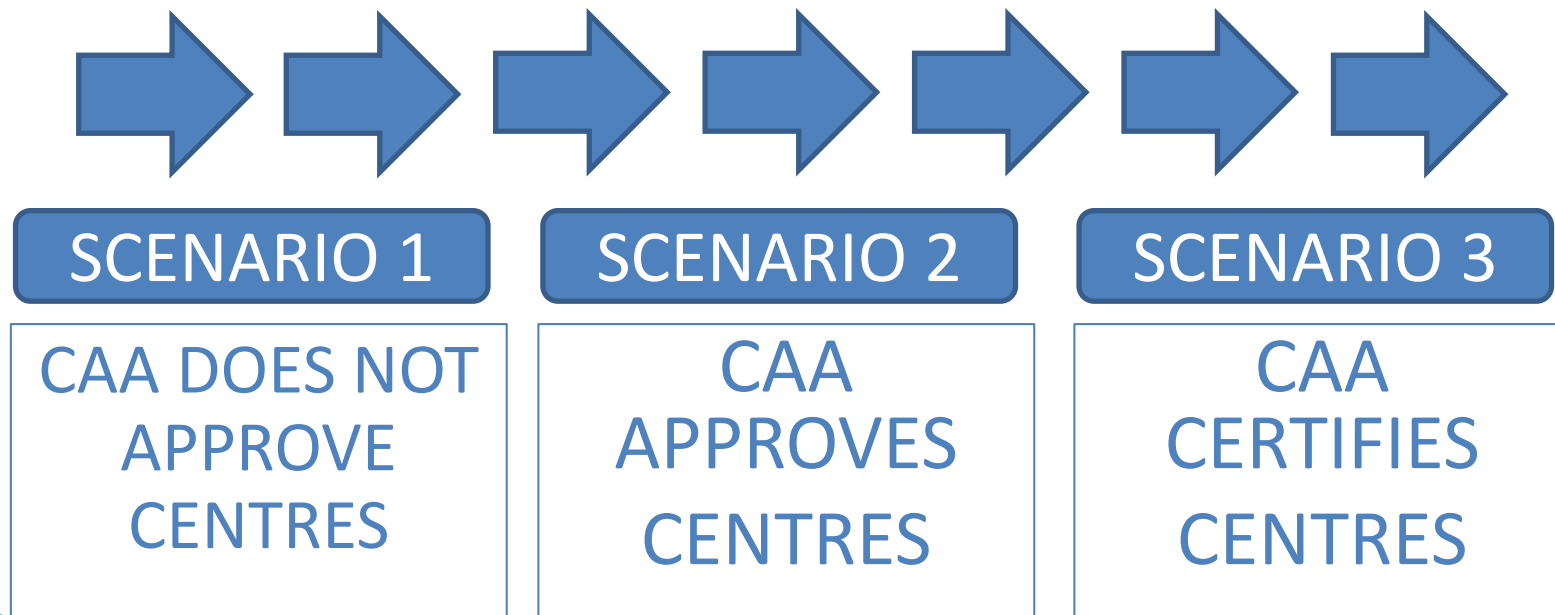 SCENARIO 1
SCENARIO 2
SCENARIO 3
CAA DOES NOT
APPROVE
CENTRES
CAA
APPROVES
CENTRES
CAA
CERTIFIES
CENTRES